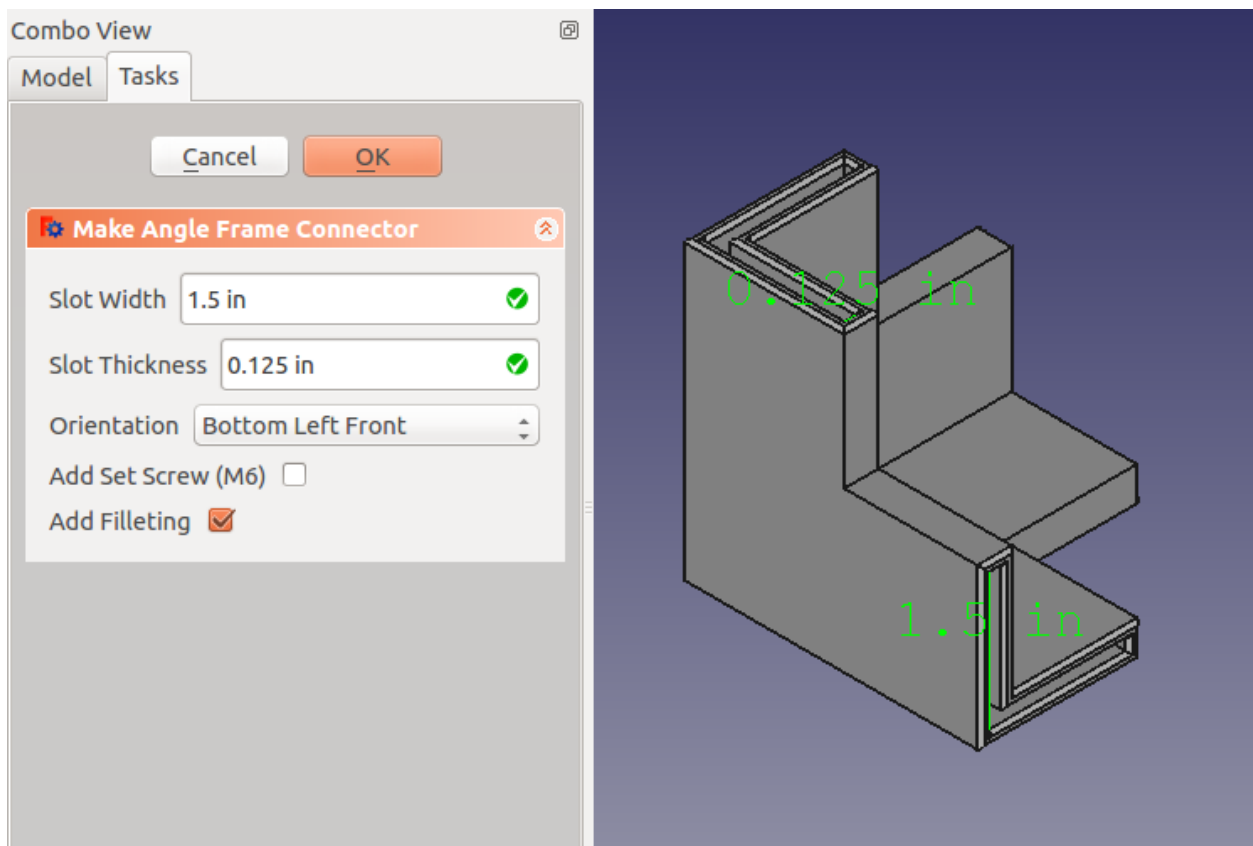 Combo View
Model Tasks
Cancel OK
Make Angle Frame Connector
Slot Width 1.5 in
Slot Thickness 0.125 in
Orientation Bottom Left Front
Add Set Screw (M6)
Add Filleting
0.125 in
1.5 in